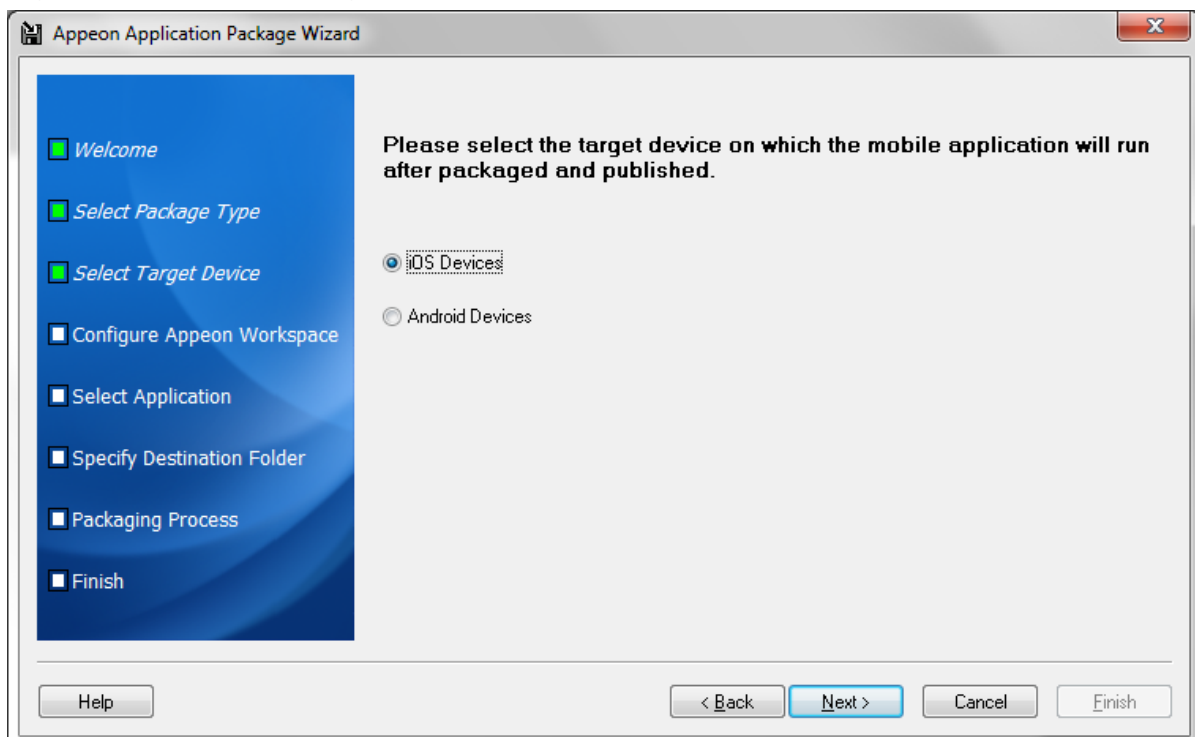 Appeon Application Package Wizard
Welcome
Select Package Type
Select Target Device
Configure Appeon Workspace
Select Application
Specify Destination Folder
Packaging Process
Finish
Please select the target device on which the mobile application will run
after packaged and published.
iOS Devices
Android Devices
Help
< Back
Next >
Cancel
Finish